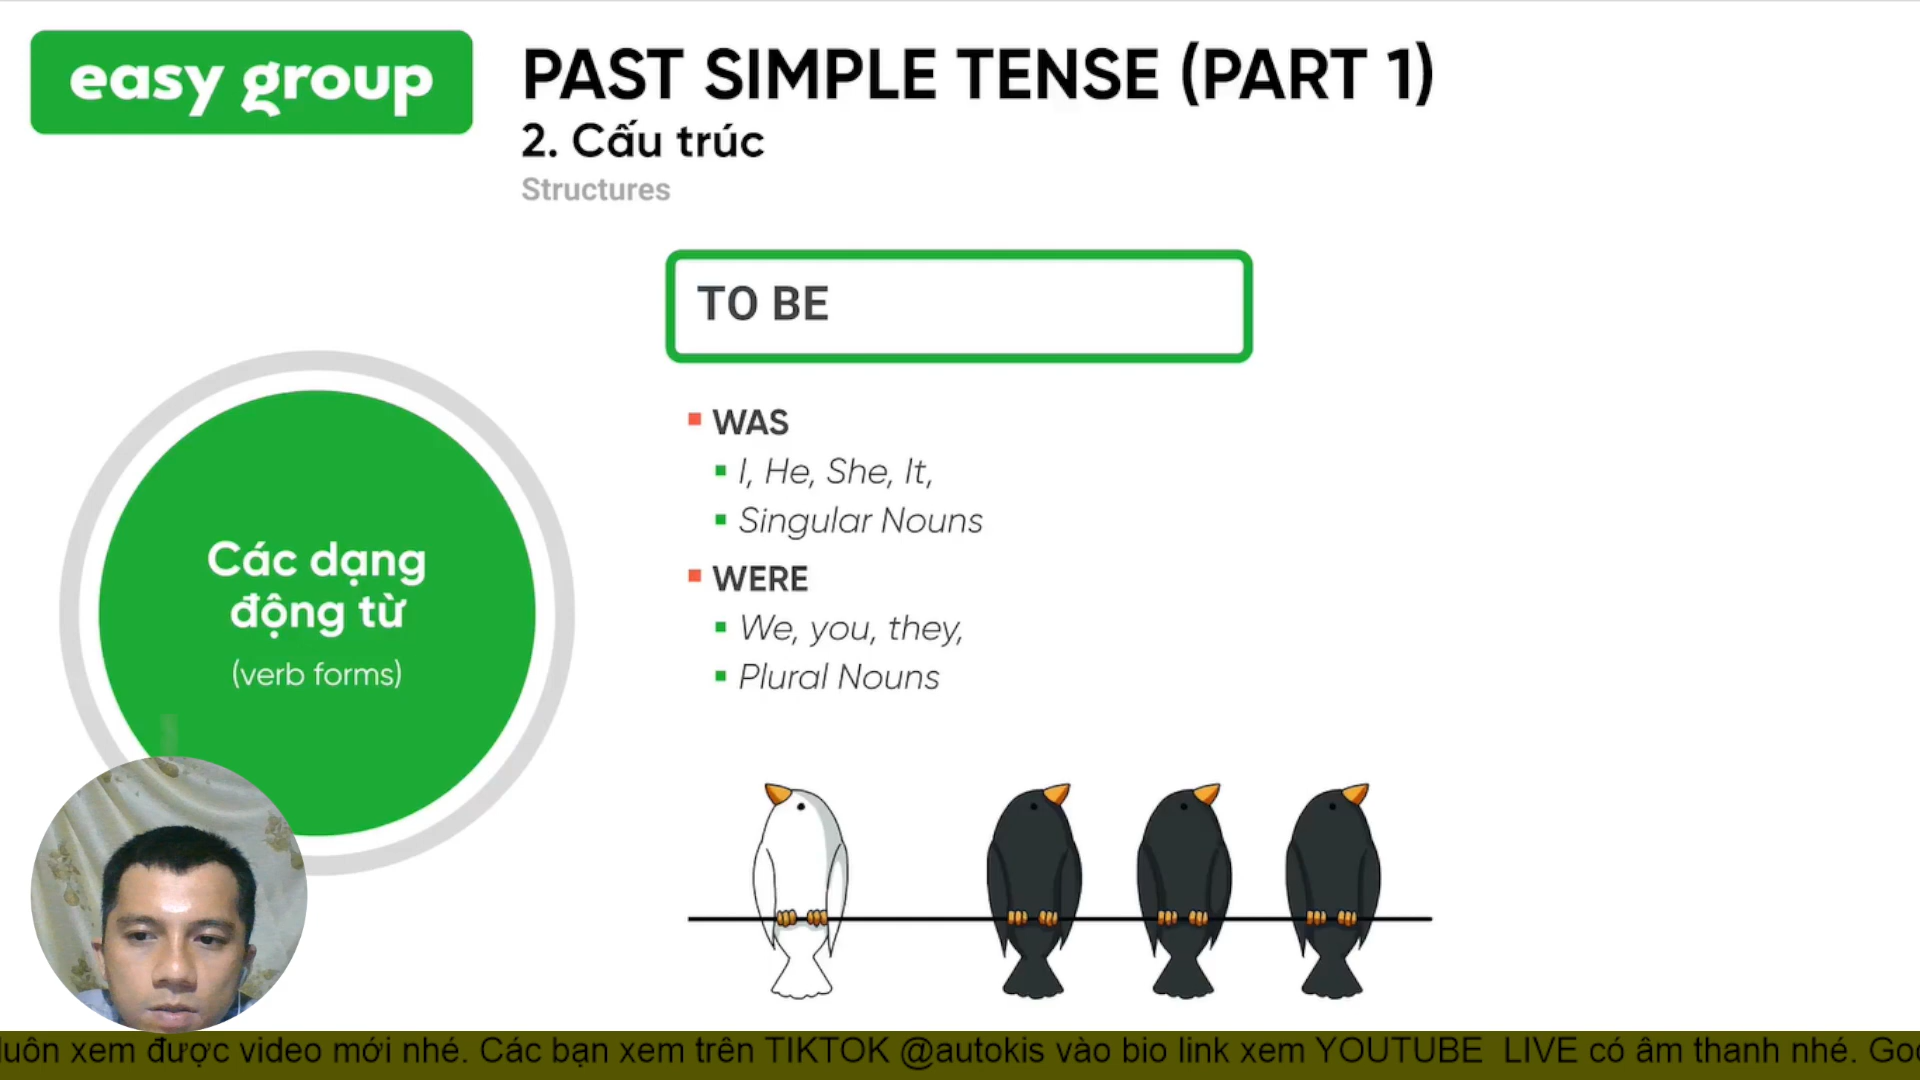 easy group
PAST SIMPLE TENSE (PART 1)
2. Cấu trúc
Structures
TO BE
WAS
I, He, She, It,
Singular Nouns
WERE
We, you, they,
Plural Nouns
Các dạng
động từ
(verb forms)
luôn xem được video mới nhé. Các bạn xem trên TIKTOK @autokis vào bio link xem YOUTUBE LIVE có âm thanh nhé.